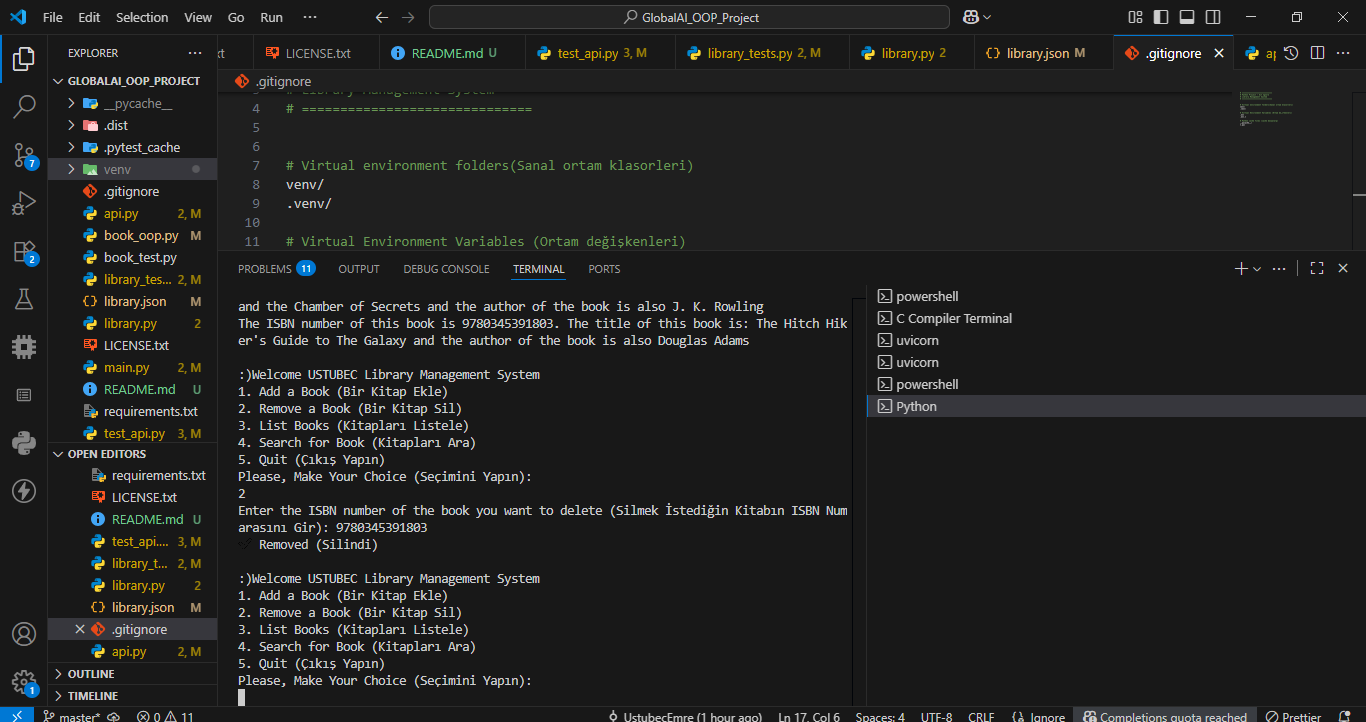 File Edit Selection View Go Run ··· GlobalAI_OOP_Project
EXPLORER
LICENSE.txt README.md U test_api.py 3, M library_tests.py 2, M library.py 2 library.json M .gitignore
GLOBALAI_OOP_PROJECT
__pycache__
.dist
.pytest_cache
venv
.gitignore
api.py 2, M
book_oop.py M
book_test.py
library_tes... 2, M
library.json M
library.py 2
LICENSE.txt
main.py 2, M
README.md U
requirements.txt
test_api.py 3, M
OPEN EDITORS
requirements.txt
LICENSE.txt
README.md U
test_api.... 3, M
library_t... 2, M
library.py 2
library.json M
.gitignore
api.py 2, M
OUTLINE
TIMELINE
.gitignore
3 # Library Management System
4 # ==============================
5
6
7 # Virtual environment folders(Sanal ortam klasorleri)
8 venv/
9 .venv/
10
11 # Virtual Environment Variables (Ortam değişkenleri)
PROBLEMS 11 OUTPUT DEBUG CONSOLE TERMINAL PORTS
and the Chamber of Secrets and the author of the book is also J. K. Rowling
The ISBN number of this book is 9780345391803. The title of this book is: The Hitch Hik
er's Guide to The Galaxy and the author of the book is also Douglas Adams
:)Welcome USTUBEC Library Management System
1. Add a Book (Bir Kitap Ekle)
2. Remove a Book (Bir Kitap Sil)
3. List Books (Kitapları Listele)
4. Search for Book (Kitapları Ara)
5. Quit (Çıkış Yapın)
Please, Make Your Choice (Seçimini Yapın):
2
Enter the ISBN number of the book you want to delete (Silmek İstediğin Kitabın ISBN Num
arasını Gir): 9780345391803
Removed (Silindi)
:)Welcome USTUBEC Library Management System
1. Add a Book (Bir Kitap Ekle)
2. Remove a Book (Bir Kitap Sil)
3. List Books (Kitapları Listele)
4. Search for Book (Kitapları Ara)
5. Quit (Çıkış Yapın)
Please, Make Your Choice (Seçimini Yapın):
powershell
C Compiler Terminal
uvicorn
uvicorn
powershell
Python
7
2
1
master* 0 11 UstubecEmre (1 hour ago) Ln 17, Col 6 Spaces: 4 UTF-8 CRLF Ignore Completions quota reached Prettier